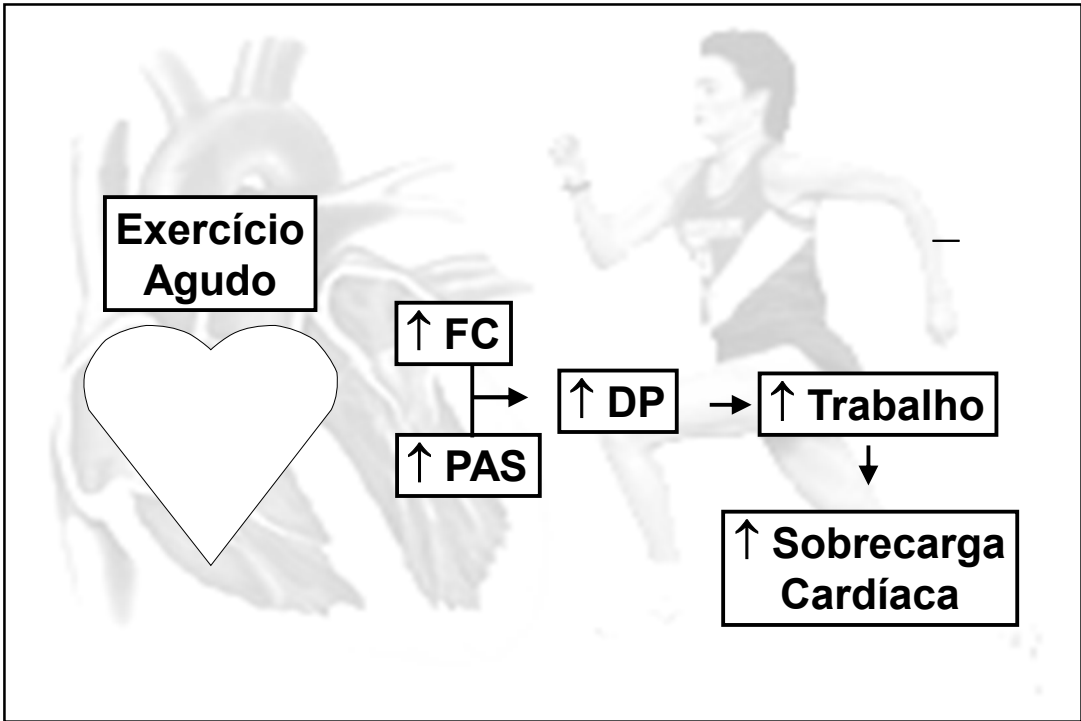 Exercício
Agudo
↑ FC
↑ PAS
↑ DP
↑ Trabalho
↑ Sobrecarga
Cardíaca